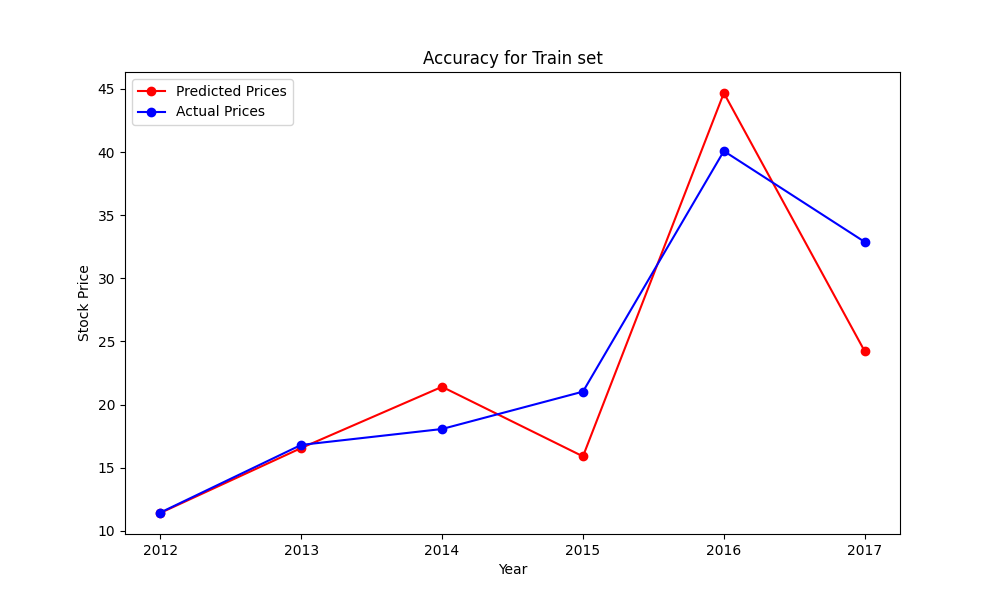 Accuracy for Train set
Predicted Prices
Actual Prices
45
40
35
30
25
20
15
10
Stock Price
2012 2013 2014 2015 2016 2017
Year